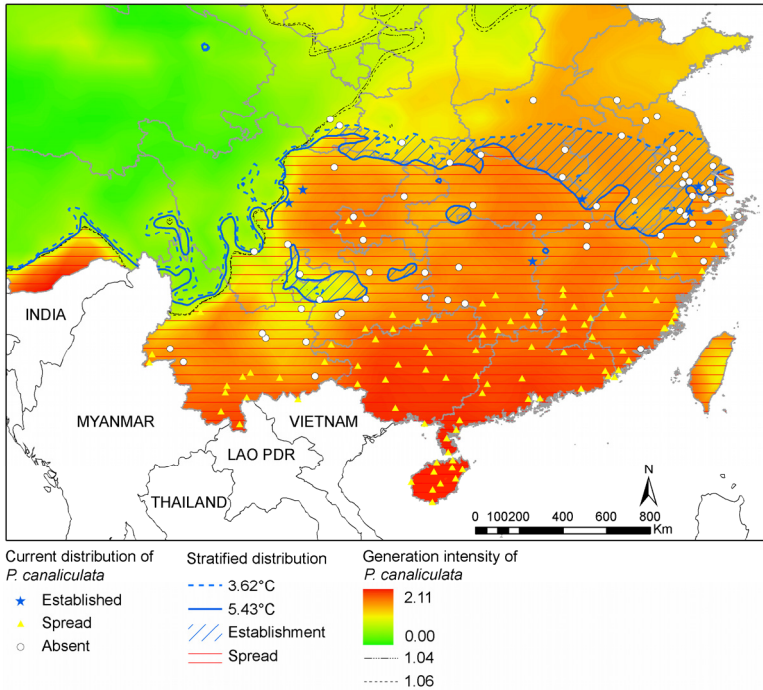 INDIA
MYANMAR
VIETNAM
LAO PDR
THAILAND
N
0 100 200 400 600 800
Km
Current distribution of
P. canaliculata
Established
Spread
Absent
Stratified distribution
3.62°C
5.43°C
Establishment
Spread
Generation intensity of
P. canaliculata
2.11
0.00
1.04
1.06